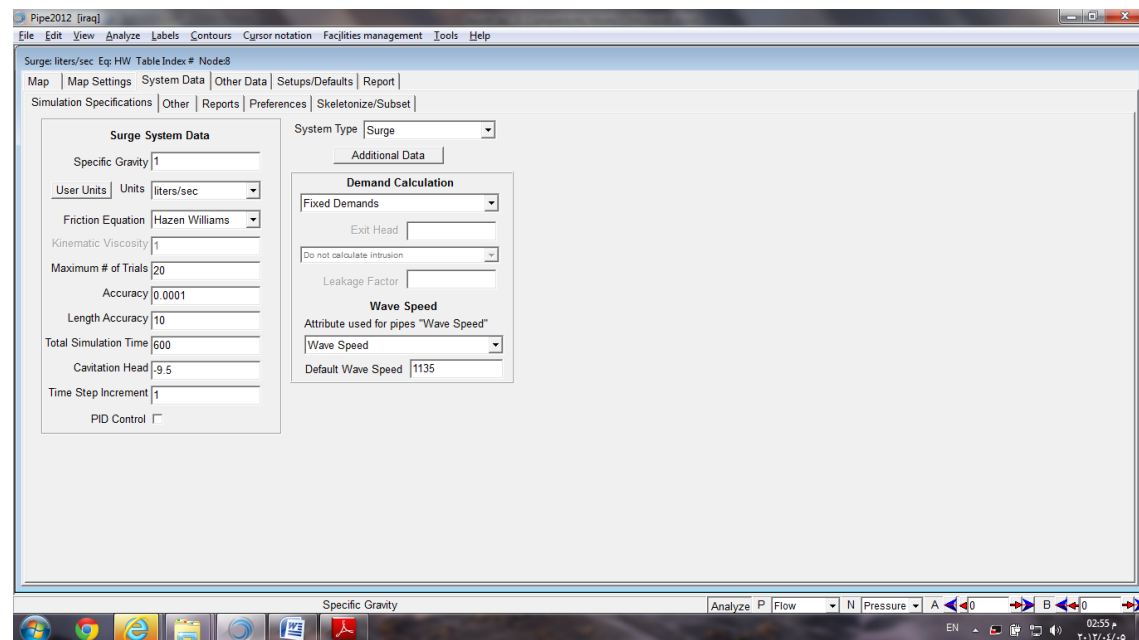 Pipe2012 [iraq]
File Edit View Analyze Labels Contours Cursor notation Facilities management Tools Help
Surge: liters/sec Eq: HW Table Index # Node:8
Map Map Settings System Data Other Data Setups/Defaults Report
Simulation Specifications Other Reports Preferences Skeletonize/Subset
Surge System Data
Specific Gravity 1
User Units Units liters/sec
Friction Equation Hazen Williams
Kinematic Viscosity 1
Maximum # of Trials 20
Accuracy 0.0001
Length Accuracy 10
Total Simulation Time 600
Cavitation Head -9.5
Time Step Increment 1
PID Control
System Type Surge
Additional Data
Demand Calculation
Fixed Demands
Exit Head
Do not calculate intrusion
Leakage Factor
Wave Speed
Attribute used for pipes "Wave Speed"
Wave Speed
Default Wave Speed 1135
Specific Gravity Analyze P Flow N Pressure A 0 B 0
EN 02:55 م
٢٠١٢/٠٤/٠٥